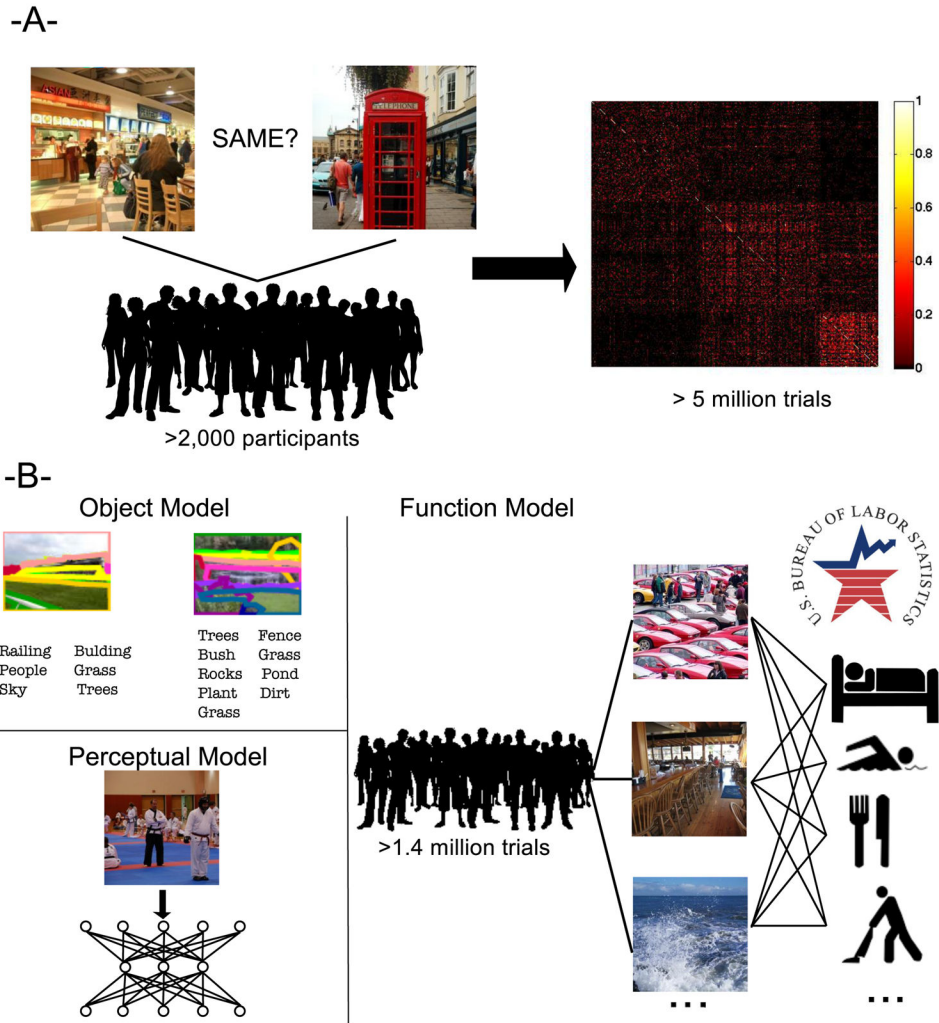 -A-
ASIAN
SAME?
TELEPHONE
1
0.8
0.6
0.4
0.2
0
>2,000 participants
> 5 million trials
-B-
Object Model
Railing Bulding
People Grass
Sky Trees
Trees Fence
Bush Grass
Rocks Pond
Plant Dirt
Grass
Perceptual Model
Function Model
>1.4 million trials
U.S. BUREAU OF LABOR STATISTICS
...
...